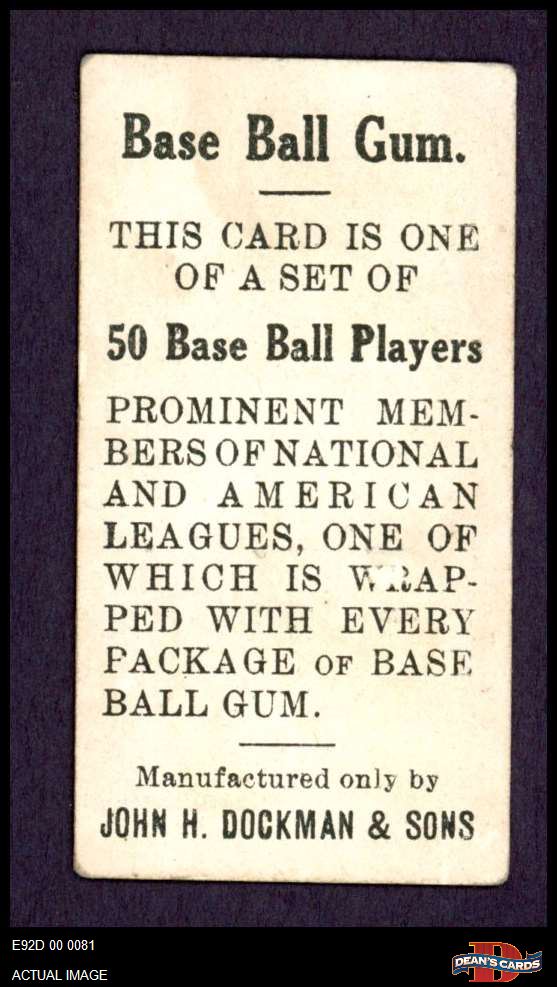 Base Ball Gum.
THIS CARD IS ONE
OF A SET OF
50 Base Ball Players
PROMINENT MEM-
BERS OF NATIONAL
AND AMERICAN
LEAGUES, ONE OF
WHICH IS WRAP-
PED WITH EVERY
PACKAGE OF BASE
BALL GUM.
Manufactured only by
JOHN H. DOCKMAN & SONS
E92D 00 0081
ACTUAL IMAGE
D
DEAN'S CARDS